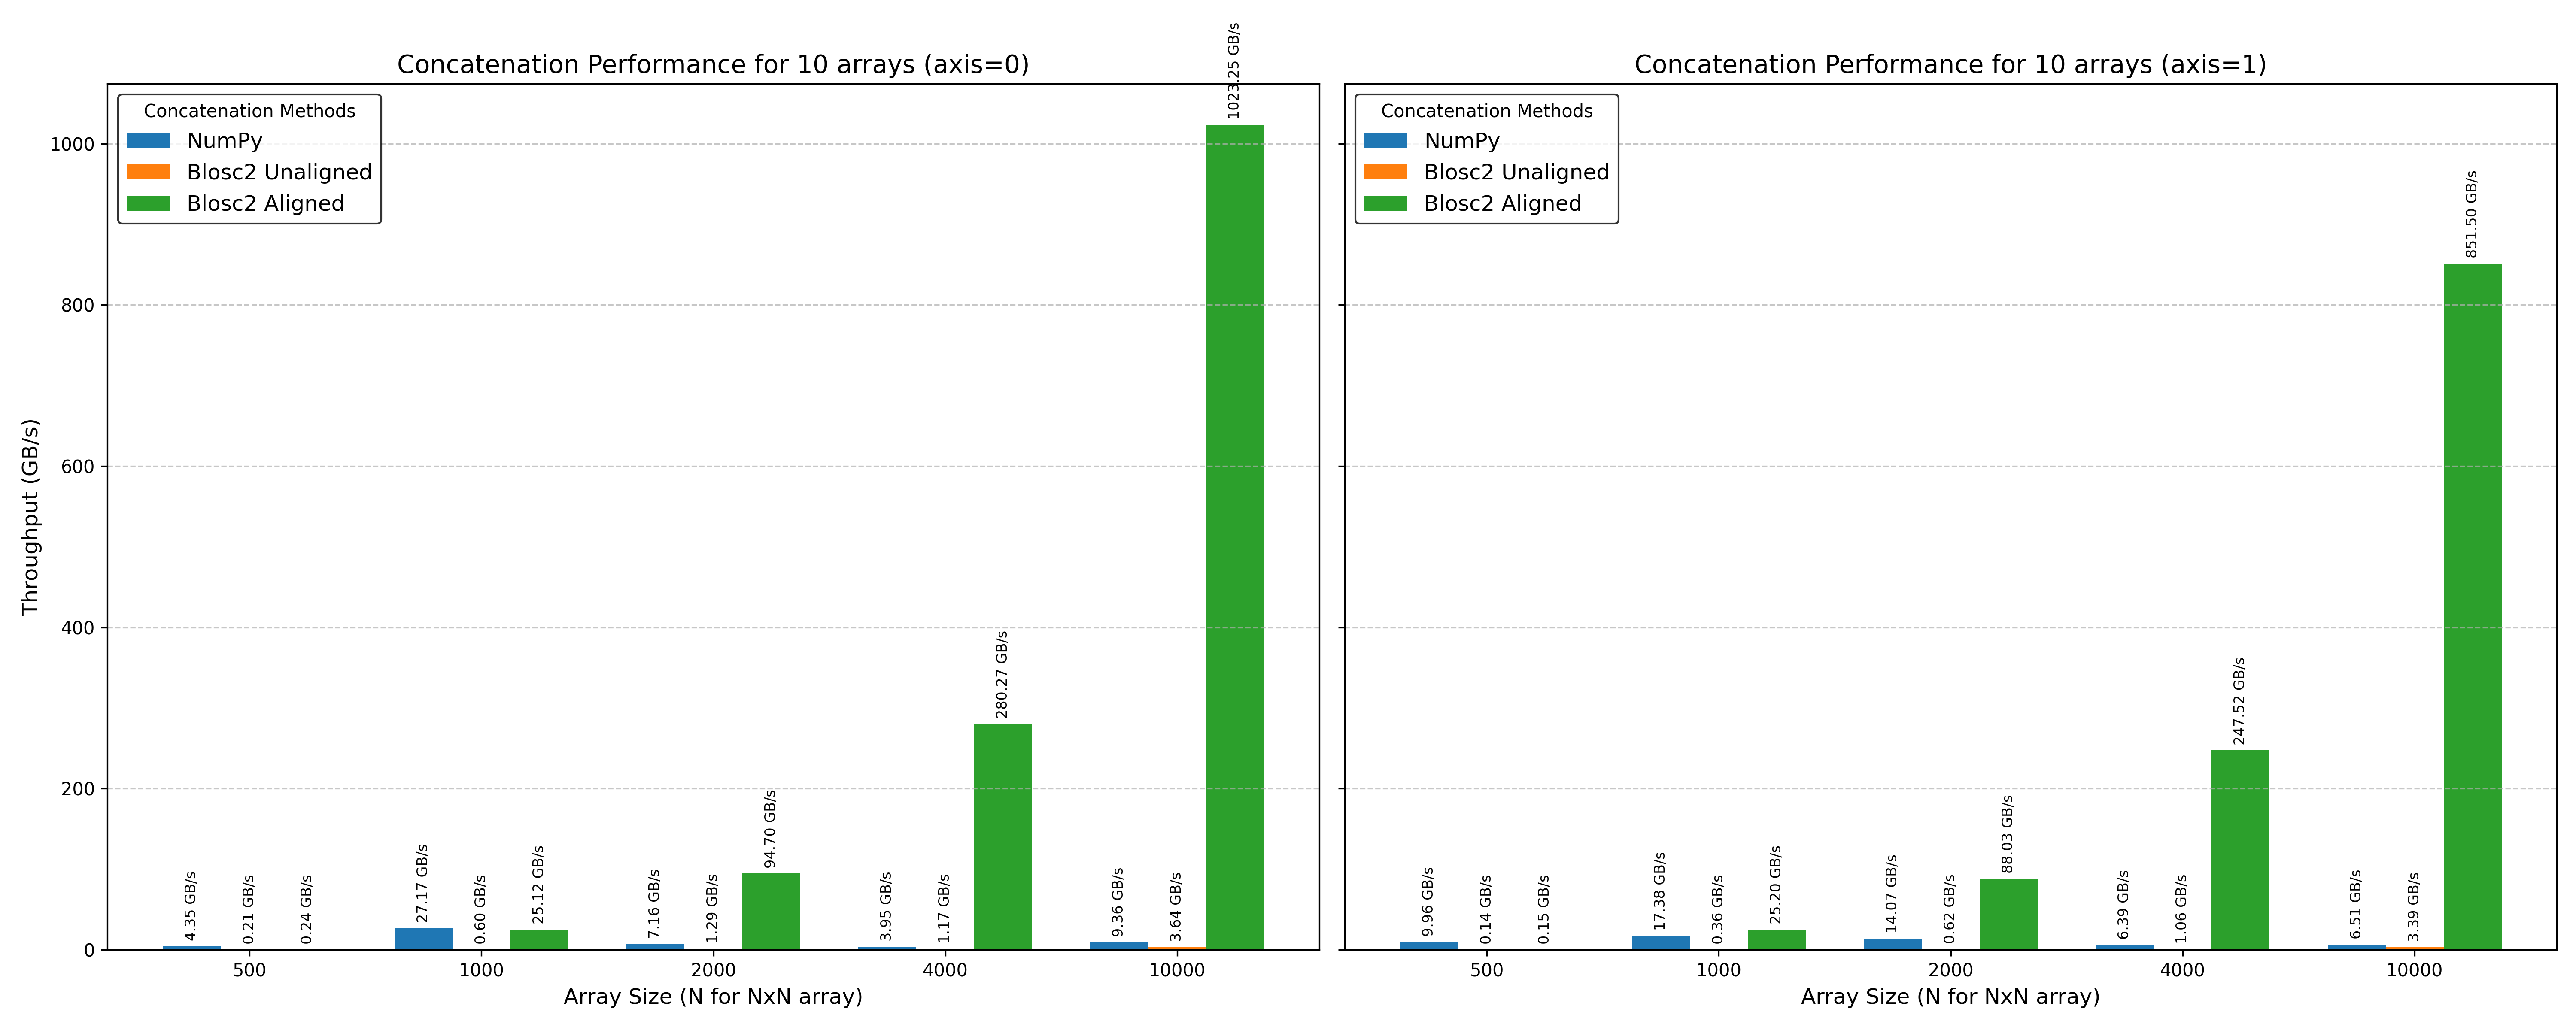 Concatenation Performance for 10 arrays (axis=0)
Throughput (GB/s)
1000
800
600
400
200
0
Concatenation Methods
NumPy
Blosc2 Unaligned
Blosc2 Aligned
4.35 GB/s
0.21 GB/s
0.24 GB/s
27.17 GB/s
0.60 GB/s
25.12 GB/s
7.16 GB/s
1.29 GB/s
94.70 GB/s
3.95 GB/s
1.17 GB/s
280.27 GB/s
9.36 GB/s
3.64 GB/s
1023.25 GB/s
500
1000
2000
4000
10000
Array Size (N for NxN array)
Concatenation Performance for 10 arrays (axis=1)
Concatenation Methods
NumPy
Blosc2 Unaligned
Blosc2 Aligned
9.96 GB/s
0.14 GB/s
0.15 GB/s
17.38 GB/s
0.36 GB/s
25.20 GB/s
14.07 GB/s
0.62 GB/s
88.03 GB/s
6.39 GB/s
1.06 GB/s
247.52 GB/s
6.51 GB/s
3.39 GB/s
851.50 GB/s
500
1000
2000
4000
10000
Array Size (N for NxN array)